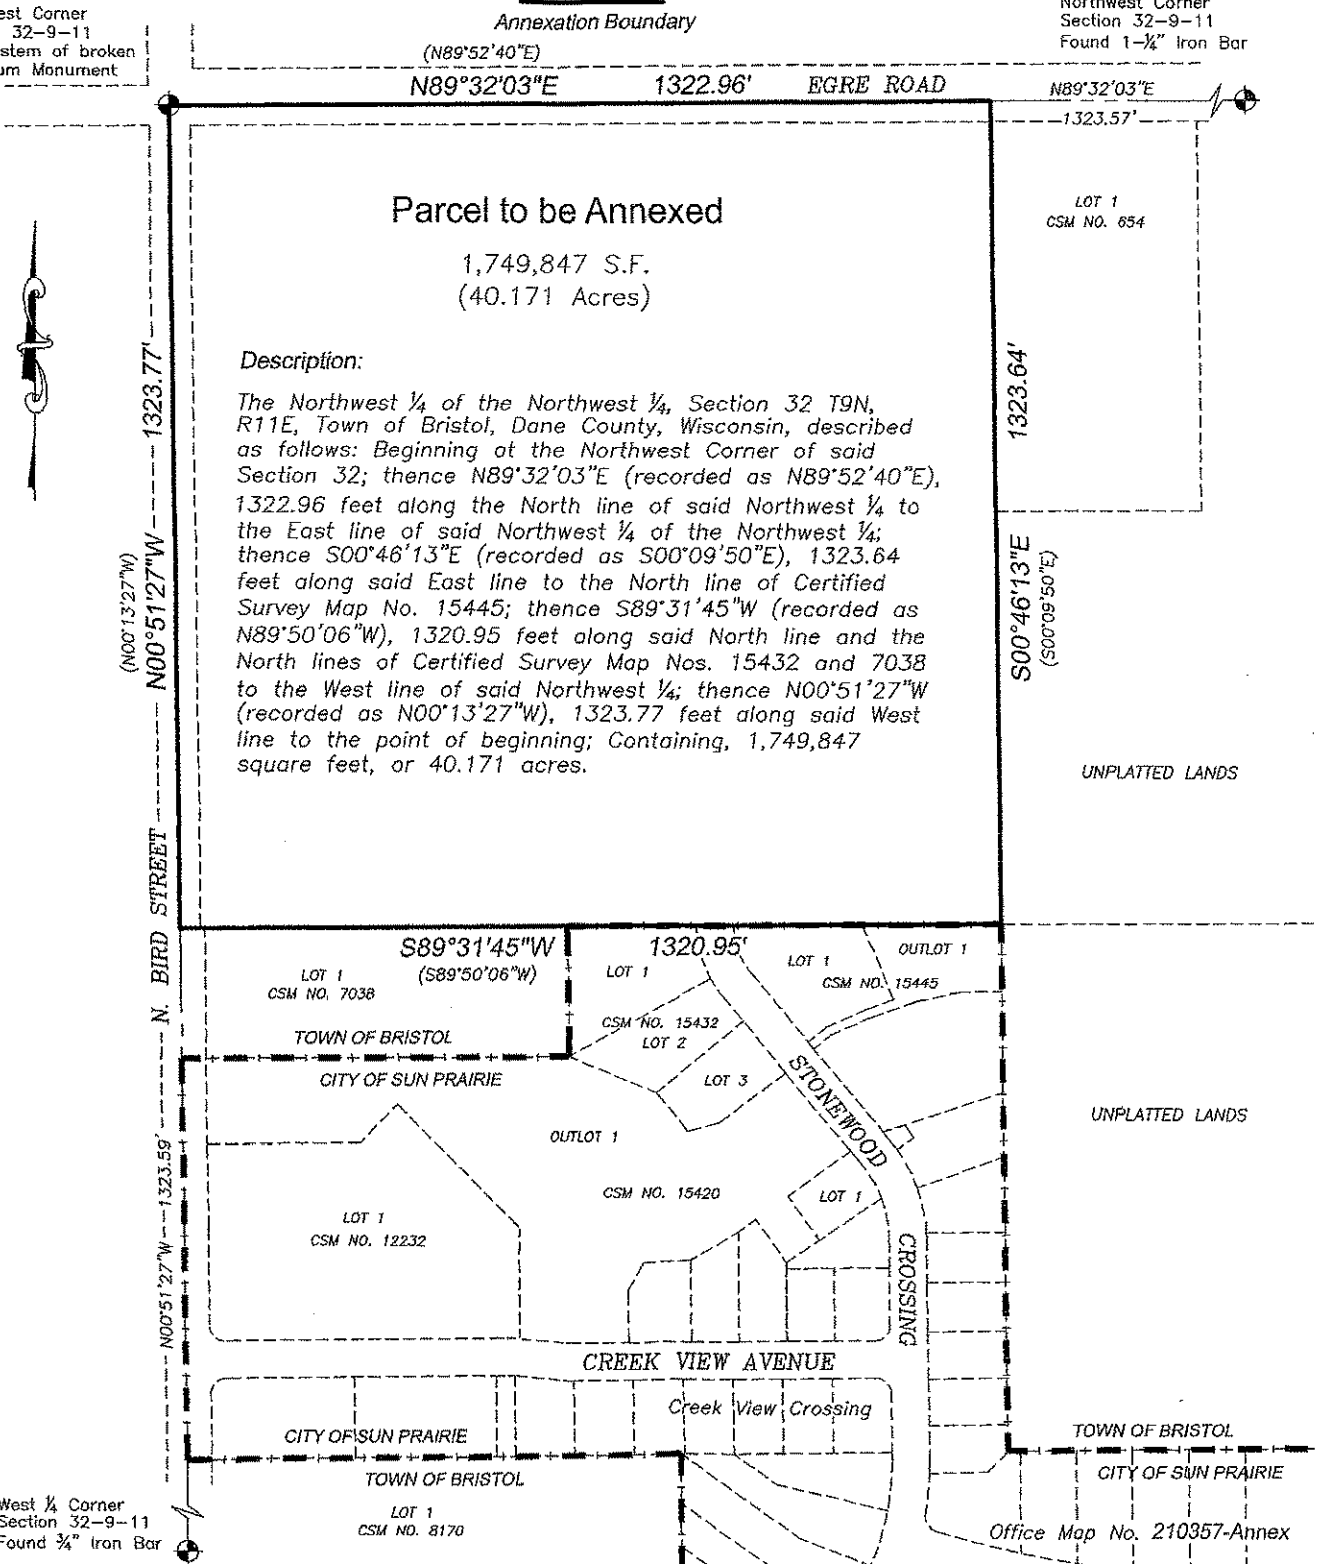 est Corner
32-9-11
stem of broken
um Monument
Annexation Boundary
Northwest Corner
Section 32-9-11
Found 1-¼" Iron Bar
(N89°52'40"E)
N89°32'03"E 1322.96' EGRE ROAD
N89°32'03"E
1323.57'
LOT 1
CSM NO. 654
Parcel to be Annexed
1,749,847 S.F.
(40.171 Acres)
Description:
The Northwest ¼ of the Northwest ¼, Section 32 T9N,
R11E, Town of Bristol, Dane County, Wisconsin, described
as follows: Beginning at the Northwest Corner of said
Section 32; thence N89°32'03"E (recorded as N89°52'40"E),
1322.96 feet along the North line of said Northwest ¼ to
the East line of said Northwest ¼ of the Northwest ¼;
thence S00°46'13"E (recorded as S00°09'50"E), 1323.64
feet along said East line to the North line of Certified
Survey Map No. 15445; thence S89°31'45"W (recorded as
N89°50'06"W), 1320.95 feet along said North line and the
North lines of Certified Survey Map Nos. 15432 and 7038
to the West line of said Northwest ¼; thence N00°51'27"W
(recorded as N00°13'27"W), 1323.77 feet along said West
line to the point of beginning; Containing, 1,749,847
square feet, or 40.171 acres.
N00°51'27"W 1323.77'
(N00°13'27"W)
1323.64'
S00°46'13"E
(S00°09'50"E)
UNPLATTED LANDS
N. BIRD STREET
S89°31'45"W 1320.95'
(S89°50'06"W)
LOT 1
CSM NO. 7038
LOT 1
LOT 1
OUTLOT 1
CSM NO. 15445
CSM NO. 15432
LOT 2
LOT 3
TOWN OF BRISTOL
CITY OF SUN PRAIRIE
STONEWOOD
CROSSING
UNPLATTED LANDS
OUTLOT 1
CSM NO. 15420
LOT 1
LOT 1
CSM NO. 12232
N00°51'27"W 1323.59'
CREEK VIEW AVENUE
Creek View Crossing
CITY OF SUN PRAIRIE
TOWN OF BRISTOL
TOWN OF BRISTOL
CITY OF SUN PRAIRIE
LOT 1
CSM NO. 8170
West ¼ Corner
Section 32-9-11
Found ¾" Iron Bar
Office Map No. 210357-Annex